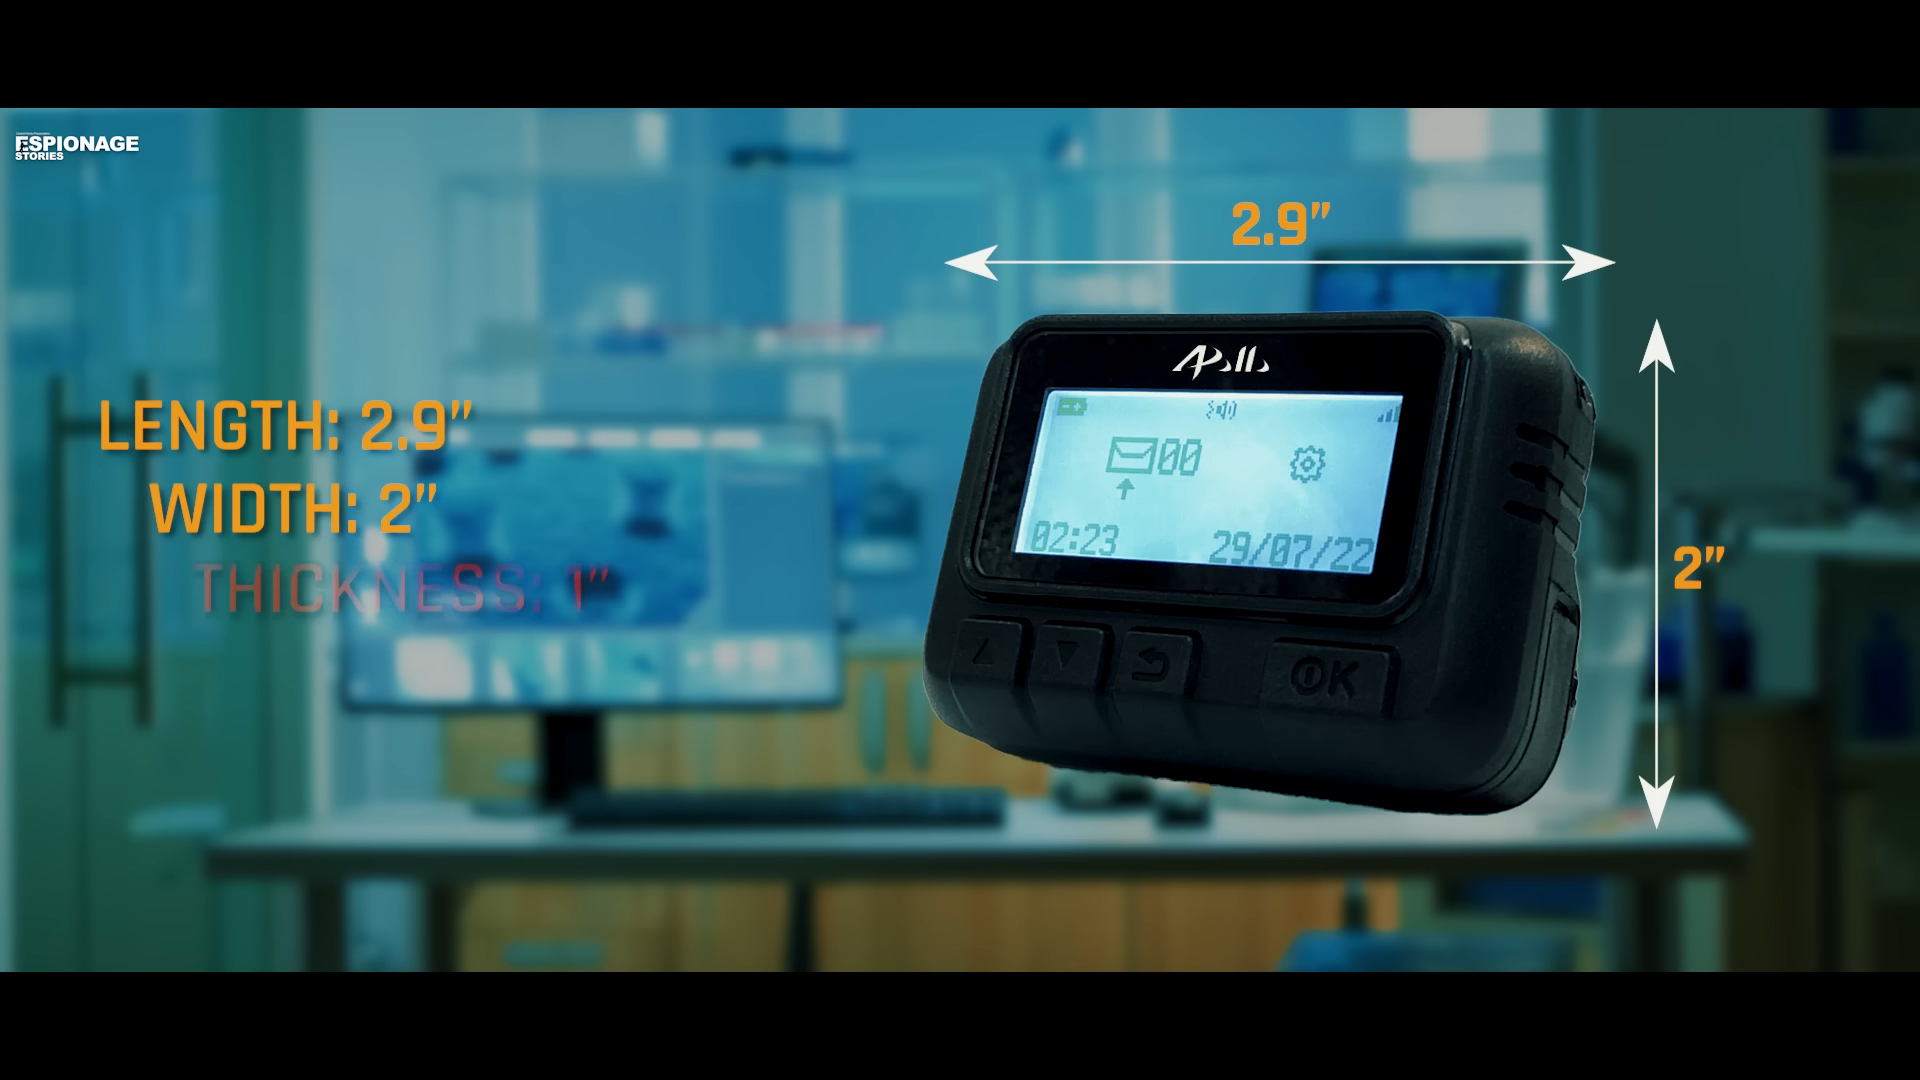 ESPIONAGE
STORIES
2.9″
LENGTH: 2.9″
WIDTH: 2″
THICKNESS: 1″
2″
Apollo
00
02:23
29/07/22
OK